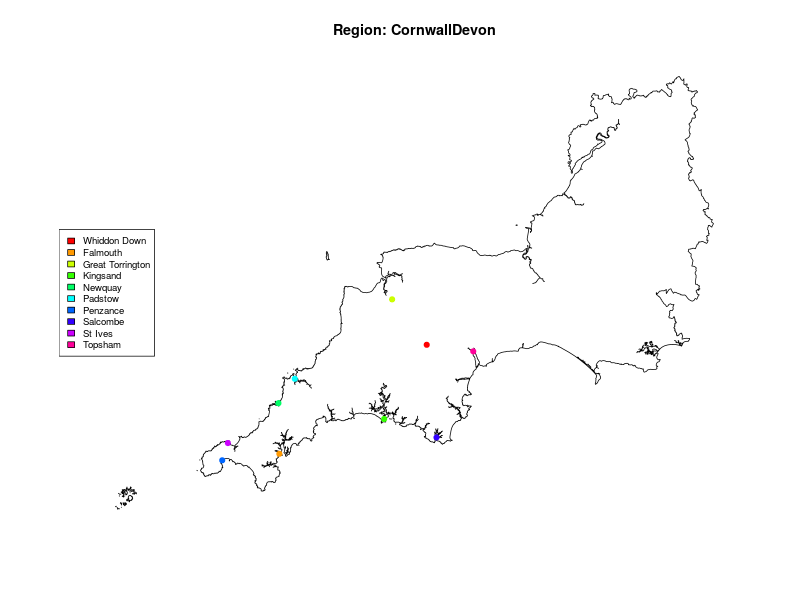 Region: CornwallDevon
Whiddon Down
Falmouth
Great Torrington
Kingsand
Newquay
Padstow
Penzance
Salcombe
St Ives
Topsham